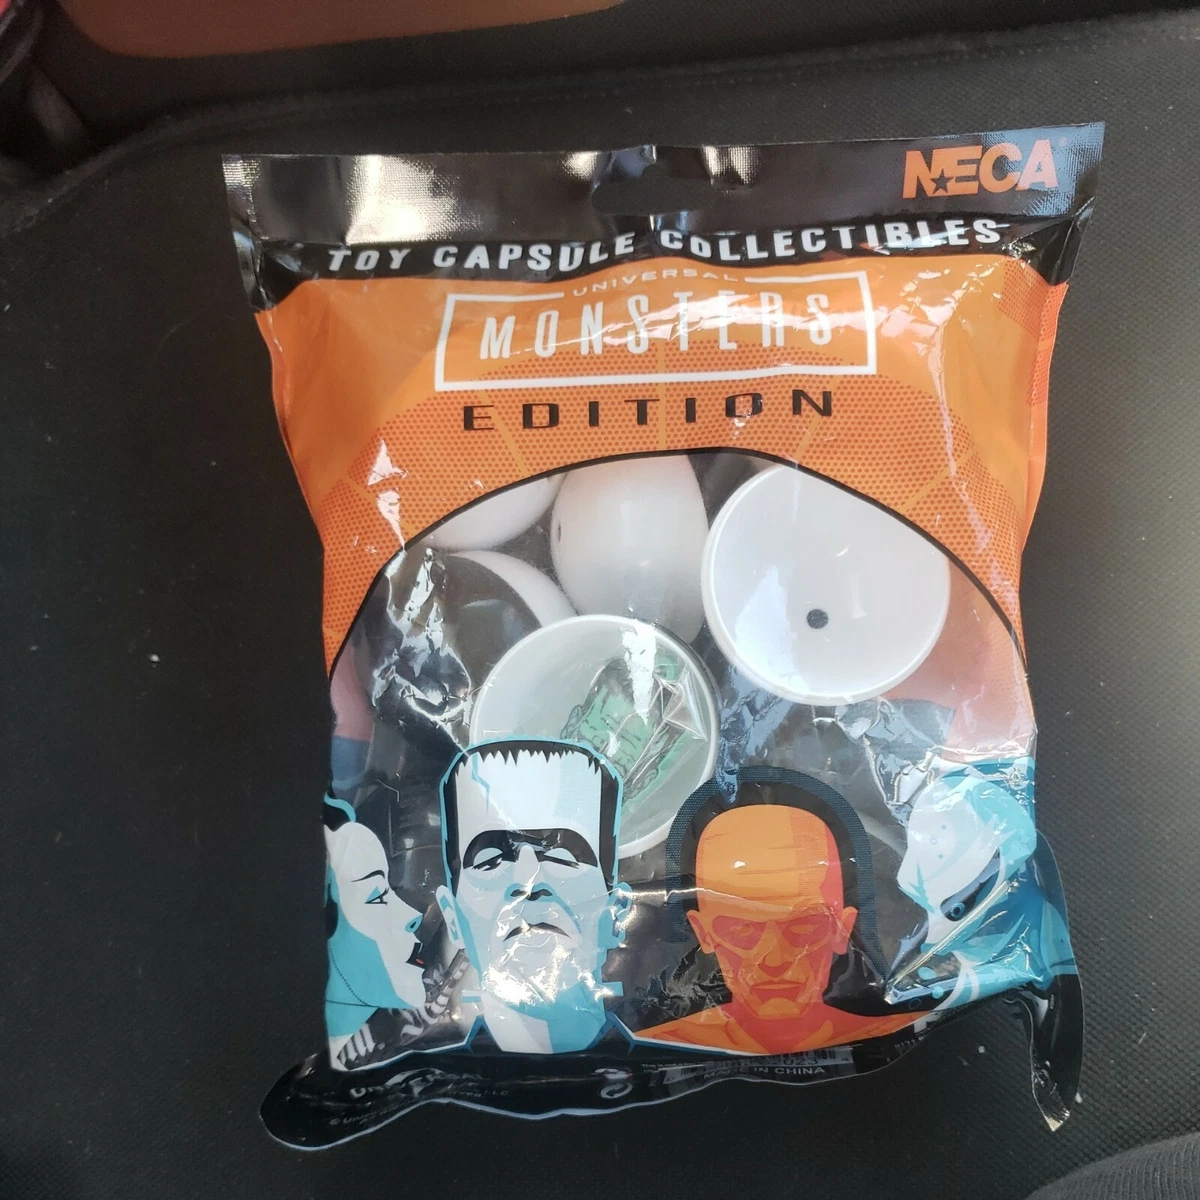 NECA
TOY CAPSULE COLLECTIBLES
UNIVERSAL
MONSTERS
EDITION
MADE IN CHINA